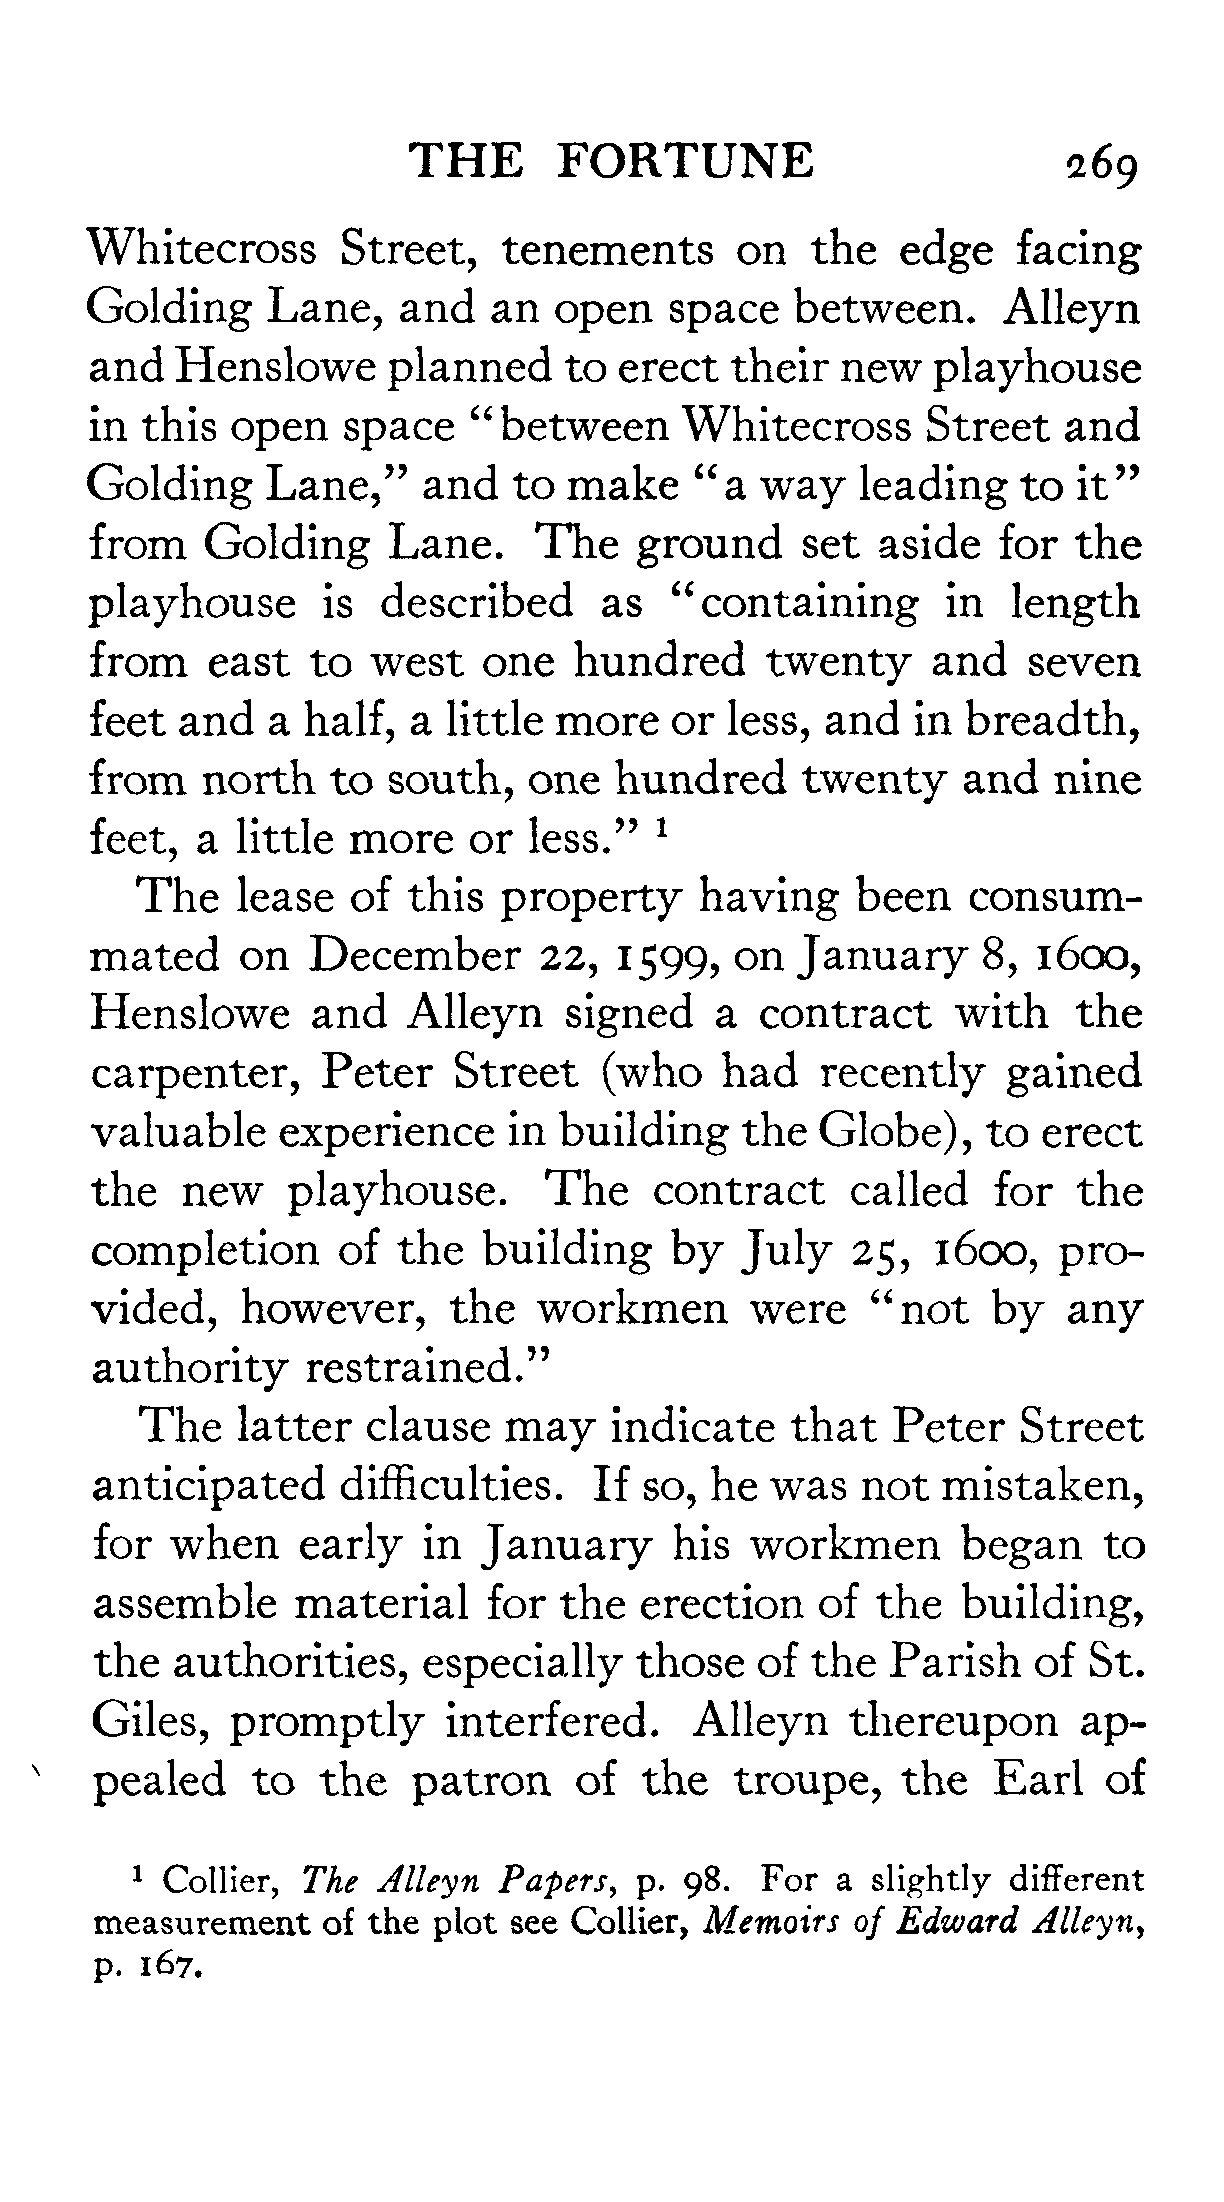 THE FORTUNE 269
Whitecross Street, tenements on the edge facing
Golding Lane, and an open space between. Alleyn
and Henslowe planned to erect their new playhouse
in this open space “between Whitecross Street and
Golding Lane,” and to make “a way leading to it”
from Golding Lane. The ground set aside for the
playhouse is described as “containing in length
from east to west one hundred twenty and seven
feet and a half, a little more or less, and in breadth,
from north to south, one hundred twenty and nine
feet, a little more or less.” ¹
The lease of this property having been consum-
mated on December 22, 1599, on January 8, 1600,
Henslowe and Alleyn signed a contract with the
carpenter, Peter Street (who had recently gained
valuable experience in building the Globe), to erect
the new playhouse. The contract called for the
completion of the building by July 25, 1600, pro-
vided, however, the workmen were “not by any
authority restrained.”
The latter clause may indicate that Peter Street
anticipated difficulties. If so, he was not mistaken,
for when early in January his workmen began to
assemble material for the erection of the building,
the authorities, especially those of the Parish of St.
Giles, promptly interfered. Alleyn thereupon ap-
pealed to the patron of the troupe, the Earl of
¹ Collier, The Alleyn Papers, p. 98. For a slightly different
measurement of the plot see Collier, Memoirs of Edward Alleyn,
p. 167.